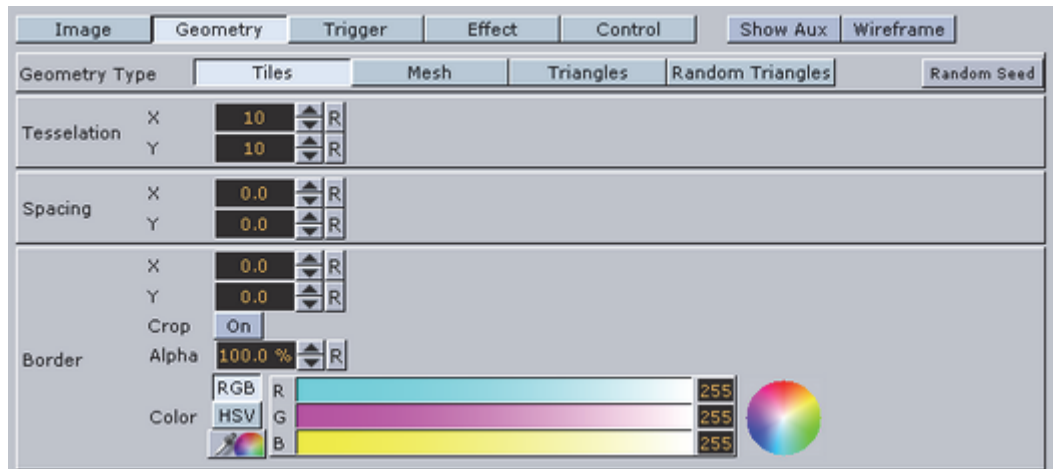 Image Geometry Trigger Effect Control Show Aux Wireframe
Geometry Type Tiles Mesh Triangles Random Triangles Random Seed
Tesselation
X 10 R
Y 10 R
Spacing
X 0.0 R
Y 0.0 R
Border
X 0.0 R
Y 0.0 R
Crop On
Alpha 100.0 % R
Color
RGB R 255
HSV G 255
B 255